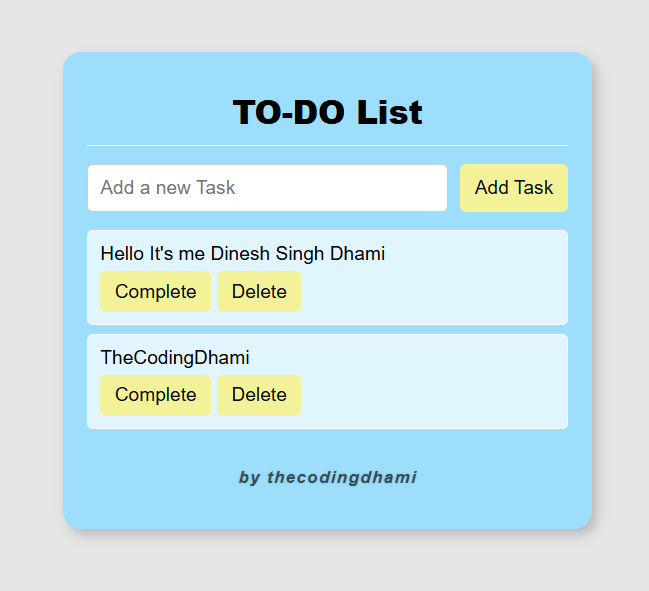 TO-DO List
Add a new Task
Add Task
Hello It's me Dinesh Singh Dhami
Complete Delete
TheCodingDhami
Complete Delete
by thecodingdhami